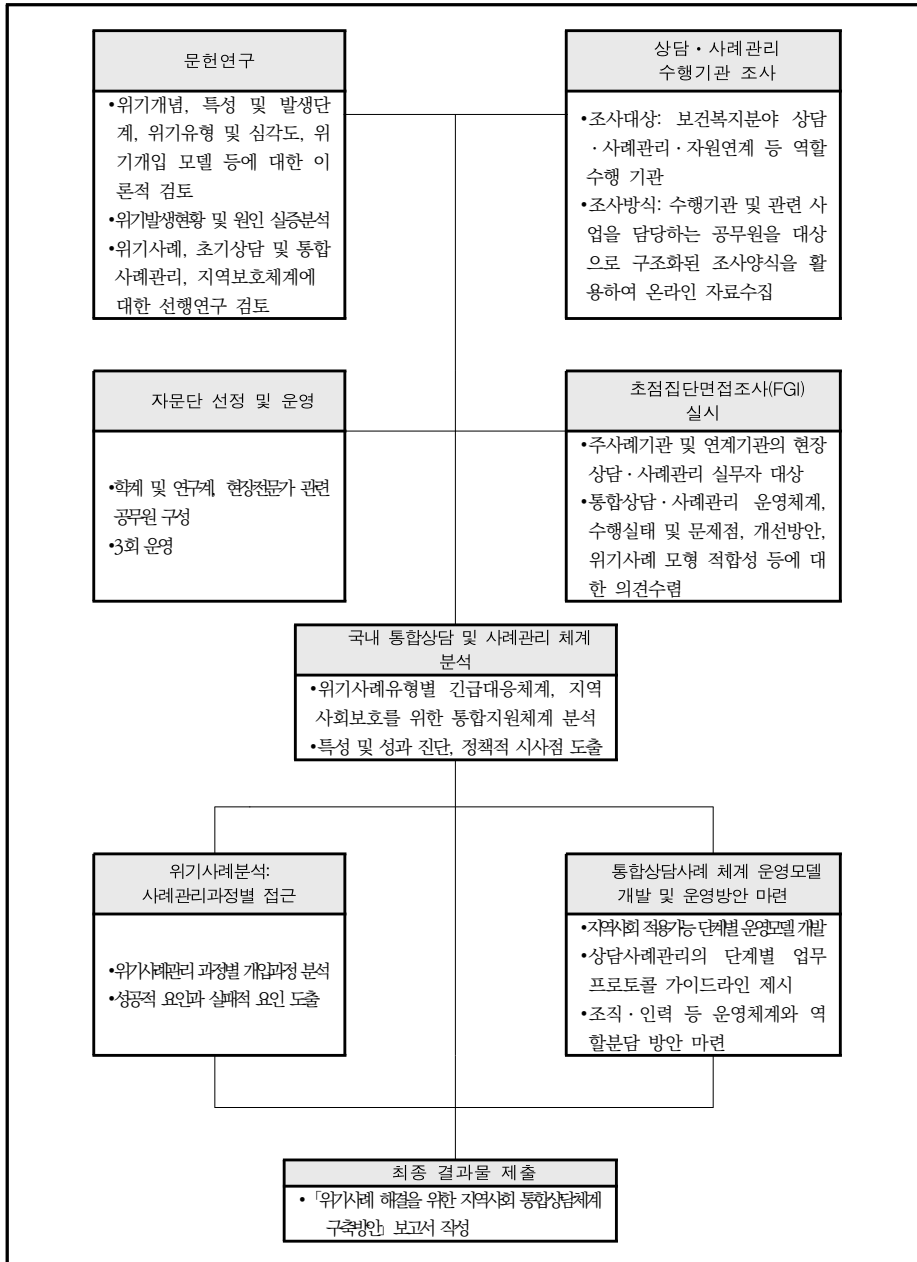 문헌연구
•위기개념, 특성 및 발생단
계, 위기유형 및 심각도, 위
기개입 모델 등에 대한 이
론적 검토
•위기발생현황 및 원인 실증분석
•위기사례, 초기상담 및 통합
사례관리, 지역보호체계에
대한 선행연구 검토
상담·사례관리
수행기관 조사
•조사대상: 보건복지분야 상담
·사례관리·자원연계 등 역할
수행 기관
•조사방식: 수행기관 및 관련 사
업을 담당하는 공무원을 대상
으로 구조화된 조사양식을 활
용하여 온라인 자료수집
자문단 선정 및 운영
•학계 및 연구계, 현장전문가 관련
공무원 구성
•3회 운영
초점집단면접조사(FGI)
실시
•주사례기관 및 연계기관의 현장
상담·사례관리 실무자 대상
•통합상담·사례관리 운영체계,
수행실태 및 문제점, 개선방안,
위기사례 모형 적합성 등에 대
한 의견수렴
국내 통합상담 및 사례관리 체계
분석
•위기사례유형별 긴급대응체계, 지역
사회보호를 위한 통합지원체계 분석
•특성 및 성과 진단, 정책적 시사점 도출
위기사례분석:
사례관리과정별 접근
•위기사례관리 과정별 개입과정 분석
•성공적 요인과 실패적 요인 도출
통합상담사례 체계 운영모델
개발 및 운영방안 마련
•지역사회 적용가능 단계별 운영모델 개발
•상담사례관리의 단계별 업무
프로토콜 가이드라인 제시
•조직·인력 등 운영체계와 역
할분담 방안 마련
최종 결과물 제출
•「위기사례 해결을 위한 지역사회 통합상담체계
구축방안」 보고서 작성